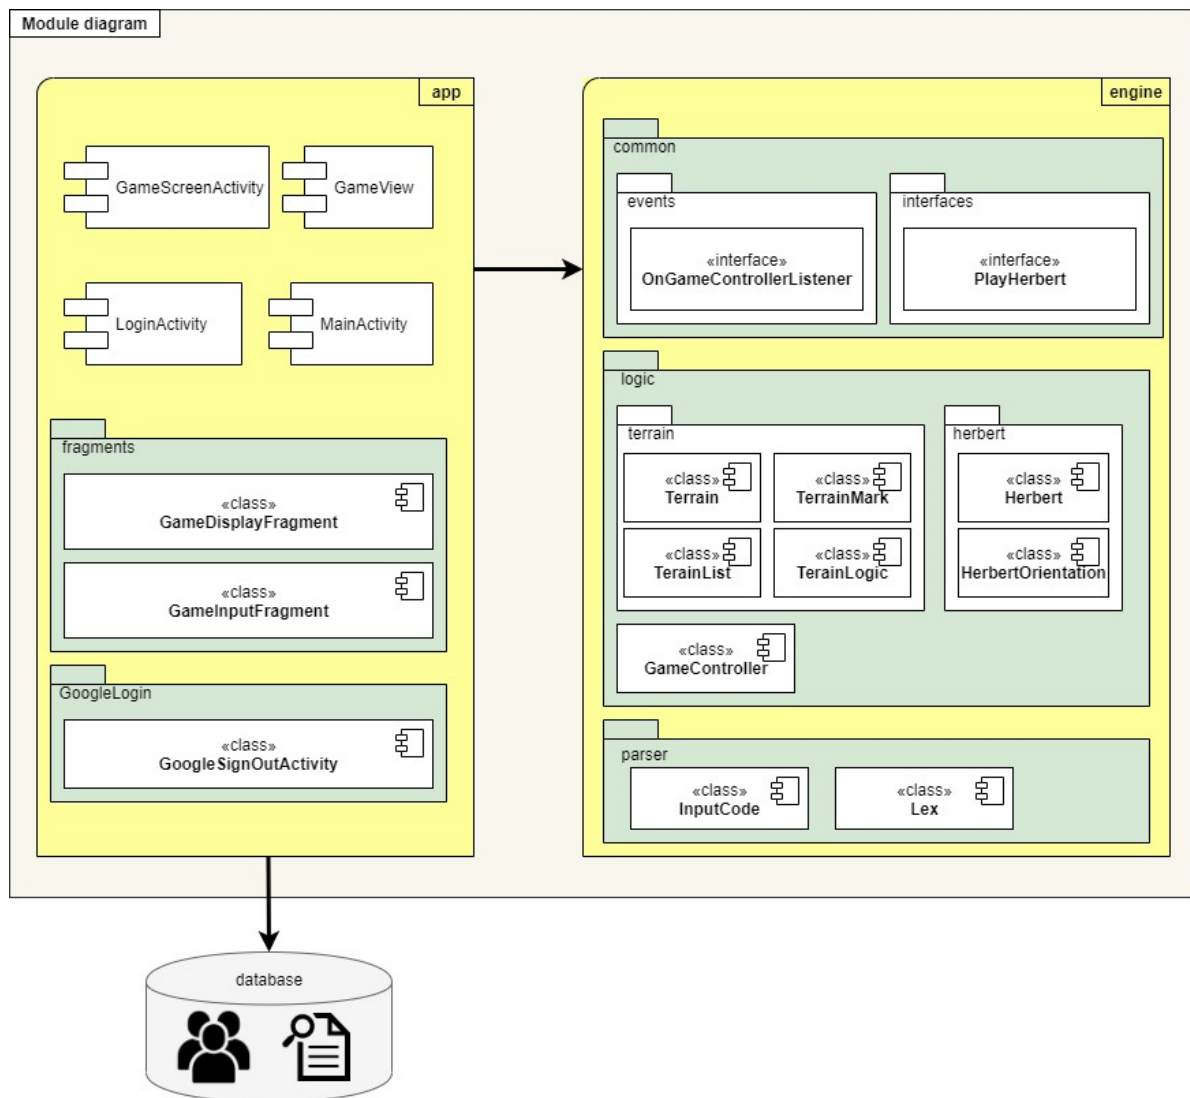 Module diagram
app
GameScreenActivity
GameView
LoginActivity
MainActivity
fragments
«class»
GameDisplayFragment
«class»
GameInputFragment
GoogleLogin
«class»
GoogleSignOutActivity
engine
common
events
«interface»
OnGameControllerListener
interfaces
«interface»
PlayHerbert
logic
terrain
«class»
Terrain
«class»
TerrainMark
«class»
TerainList
«class»
TerainLogic
herbert
«class»
Herbert
«class»
HerbertOrientation
«class»
GameController
parser
«class»
InputCode
«class»
Lex
database